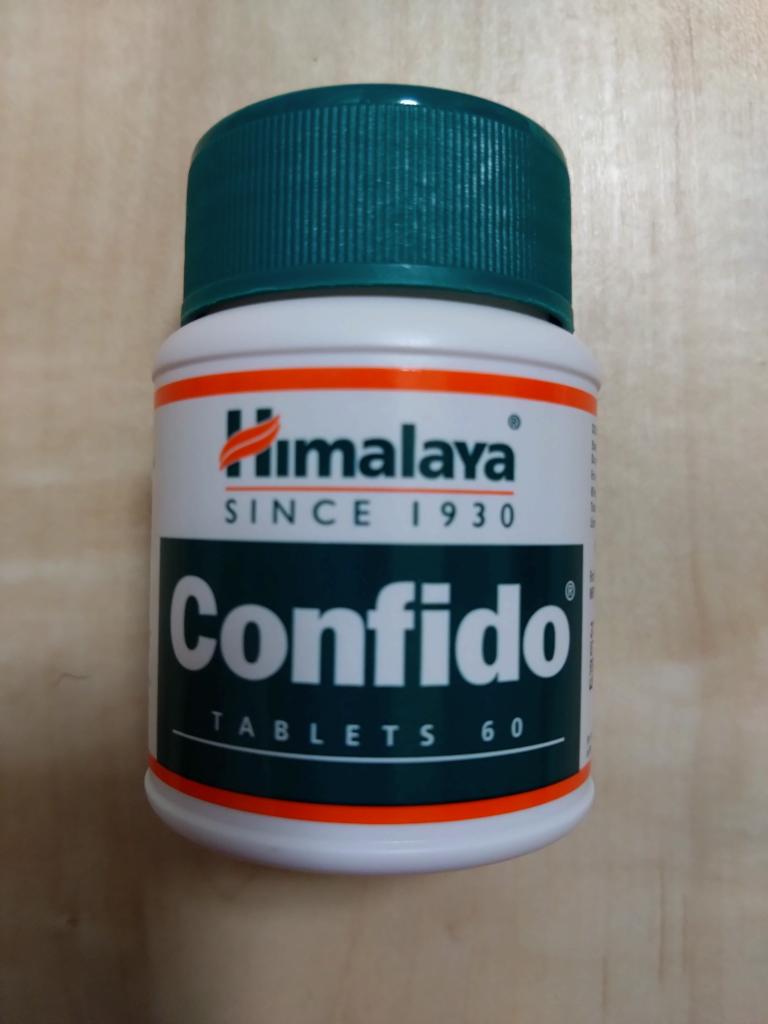 Himalaya®
SINCE 1930
Confido®
TABLETS 60